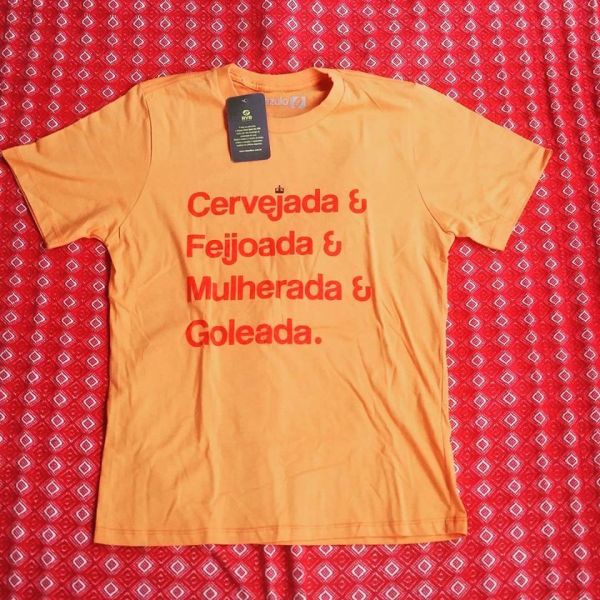 Cervejada &
Feijoada &
Mulherada &
Goleada.